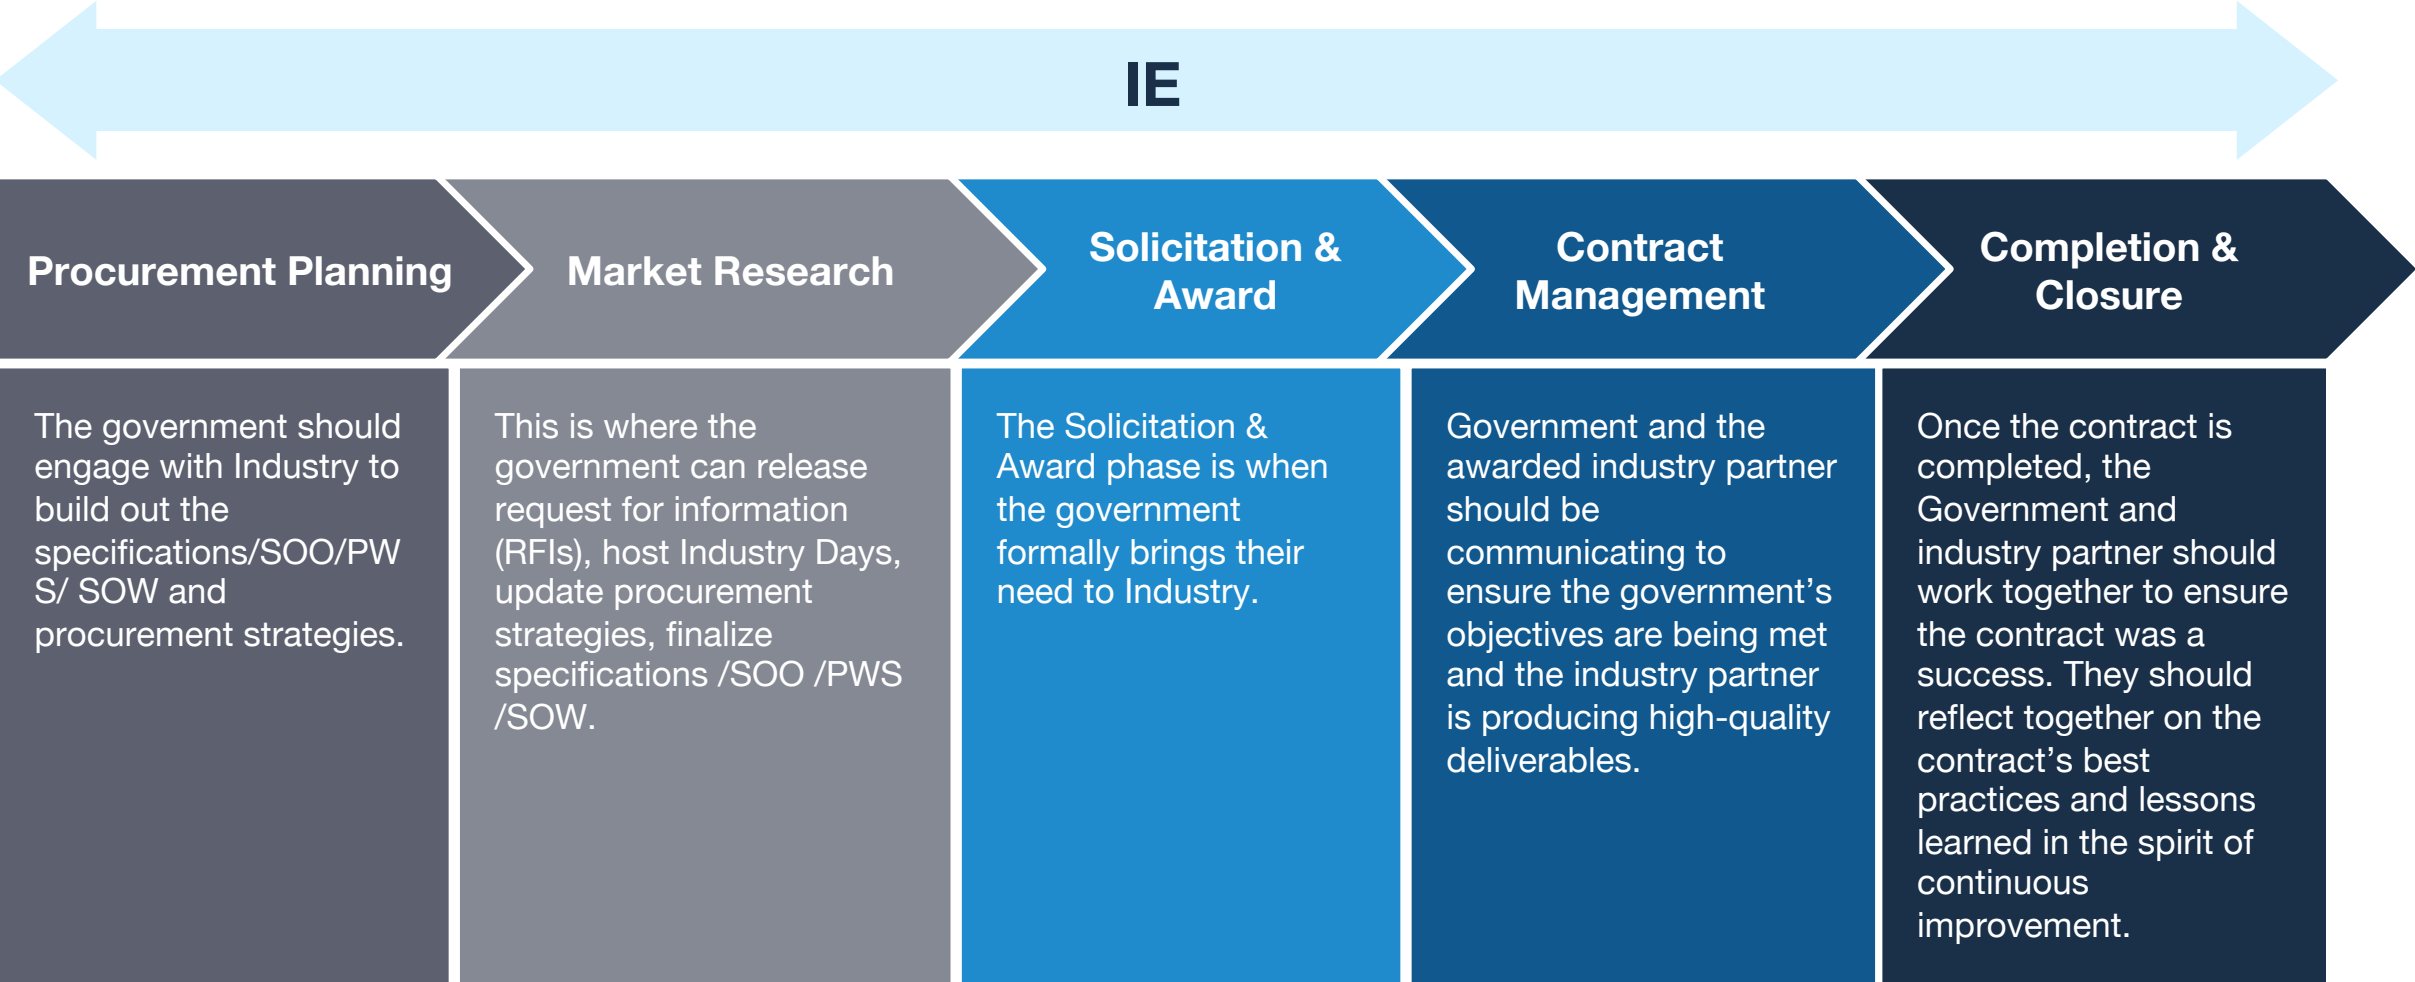 IE
Procurement Planning
Market Research
Solicitation &
Award
Contract
Management
Completion &
Closure
The government should
engage with Industry to
build out the
specifications/SOO/PW
S/ SOW and
procurement strategies.
This is where the
government can release
request for information
(RFIs), host Industry Days,
update procurement
strategies, finalize
specifications /SOO /PWS
/SOW.
The Solicitation &
Award phase is when
the government
formally brings their
need to Industry.
Government and the
awarded industry partner
should be
communicating to
ensure the government’s
objectives are being met
and the industry partner
is producing high-quality
deliverables.
Once the contract is
completed, the
Government and
industry partner should
work together to ensure
the contract was a
success. They should
reflect together on the
contract’s best
practices and lessons
learned in the spirit of
continuous
improvement.